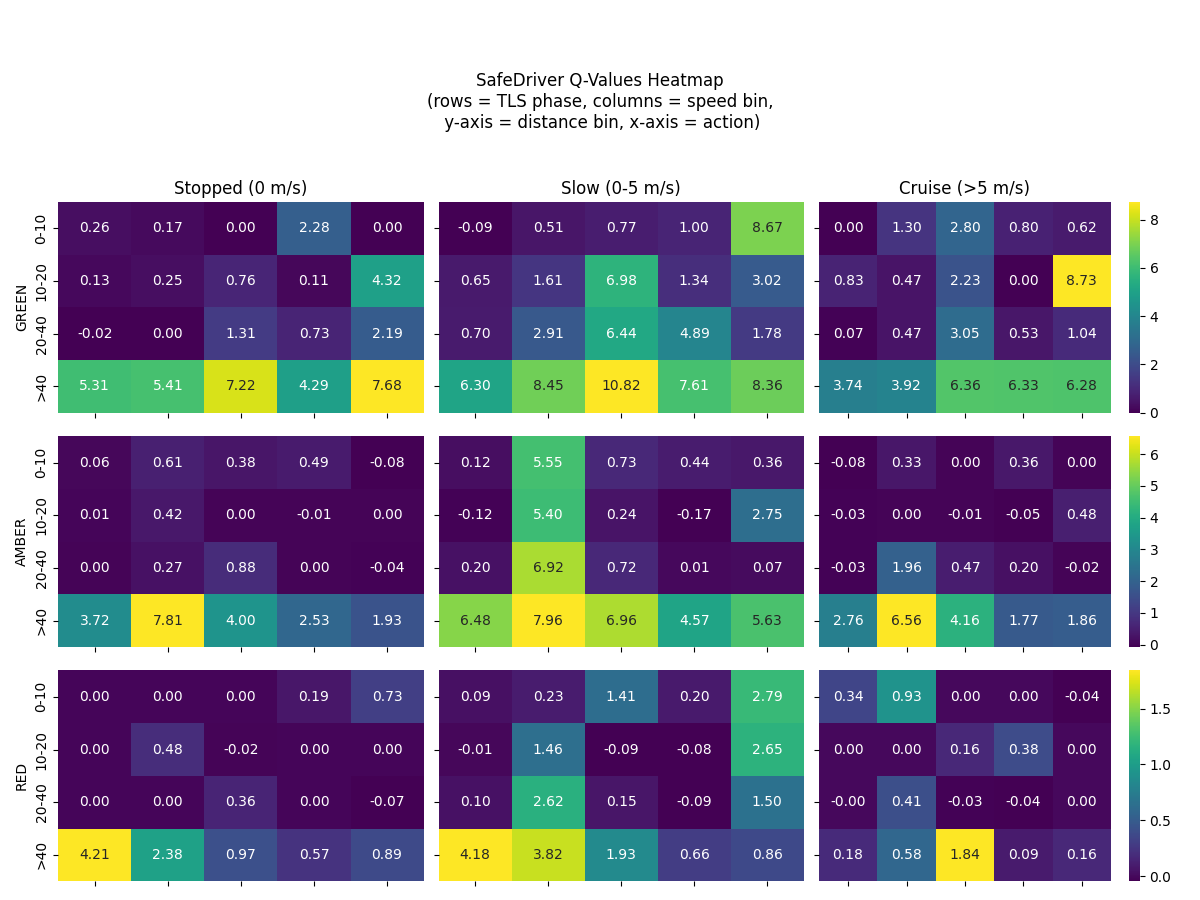 SafeDriver Q-Values Heatmap
(rows = TLS phase, columns = speed bin,
y-axis = distance bin, x-axis = action)
Stopped (0 m/s) Slow (0-5 m/s) Cruise (>5 m/s)
GREEN
0-10 0.26 0.17 0.00 2.28 0.00 -0.09 0.51 0.77 1.00 8.67 0.00 1.30 2.80 0.80 0.62
10-20 0.13 0.25 0.76 0.11 4.32 0.65 1.61 6.98 1.34 3.02 0.83 0.47 2.23 0.00 8.73
20-40 -0.02 0.00 1.31 0.73 2.19 0.70 2.91 6.44 4.89 1.78 0.07 0.47 3.05 0.53 1.04
>40 5.31 5.41 7.22 4.29 7.68 6.30 8.45 10.82 7.61 8.36 3.74 3.92 6.36 6.33 6.28
8
6
4
2
0
AMBER
0-10 0.06 0.61 0.38 0.49 -0.08 0.12 5.55 0.73 0.44 0.36 -0.08 0.33 0.00 0.36 0.00
10-20 0.01 0.42 0.00 -0.01 0.00 -0.12 5.40 0.24 -0.17 2.75 -0.03 0.00 -0.01 -0.05 0.48
20-40 0.00 0.27 0.88 0.00 -0.04 0.20 6.92 0.72 0.01 0.07 -0.03 1.96 0.47 0.20 -0.02
>40 3.72 7.81 4.00 2.53 1.93 6.48 7.96 6.96 4.57 5.63 2.76 6.56 4.16 1.77 1.86
6
5
4
3
2
1
0
RED
0-10 0.00 0.00 0.00 0.19 0.73 0.09 0.23 1.41 0.20 2.79 0.34 0.93 0.00 0.00 -0.04
10-20 0.00 0.48 -0.02 0.00 0.00 -0.01 1.46 -0.09 -0.08 2.65 0.00 0.00 0.16 0.38 0.00
20-40 0.00 0.00 0.36 0.00 -0.07 0.10 2.62 0.15 -0.09 1.50 -0.00 0.41 -0.03 -0.04 0.00
>40 4.21 2.38 0.97 0.57 0.89 4.18 3.82 1.93 0.66 0.86 0.18 0.58 1.84 0.09 0.16
1.5
1.0
0.5
0.0